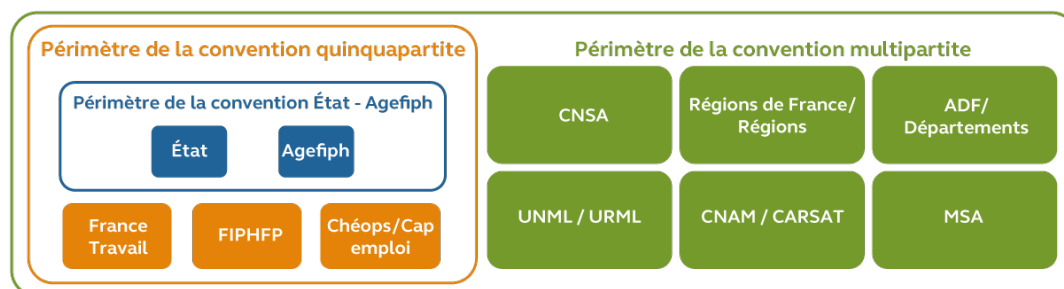 Périmètre de la convention quinquapartite
Périmètre de la convention État - Agefiph
État
Agefiph
France
Travail
FIPHFP
Chéops/Cap
emploi
Périmètre de la convention multipartite
CNSA
Régions de France/
Régions
ADF/
Départements
UNML / URML
CNAM / CARSAT
MSA